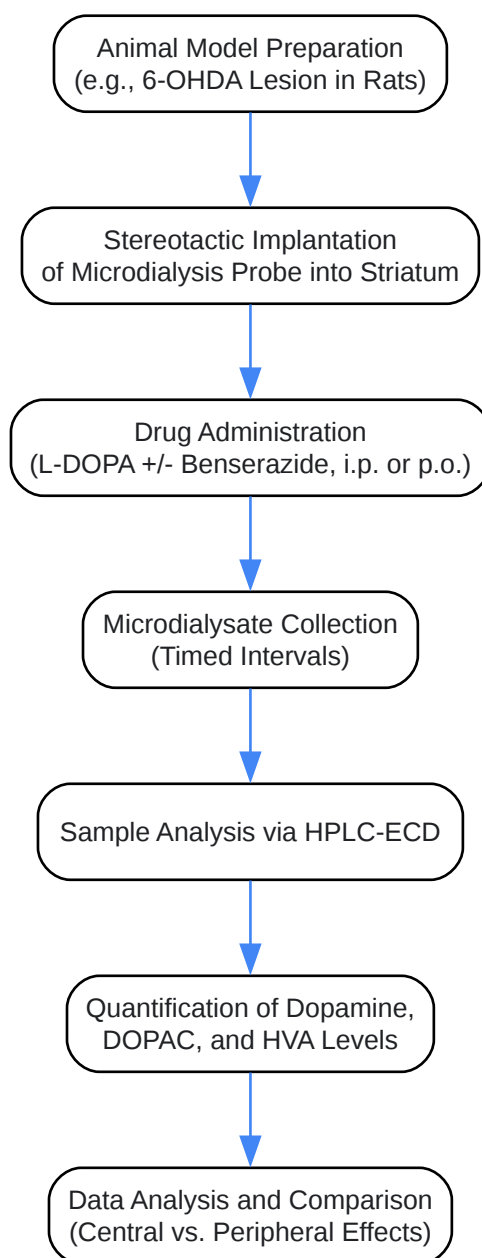 Animal Model Preparation
(e.g., 6-OHDA Lesion in Rats)
Stereotactic Implantation
of Microdialysis Probe into Striatum
Drug Administration
(L-DOPA +/- Benserazide, i.p. or p.o.)
Microdialysate Collection
(Timed Intervals)
Sample Analysis via HPLC-ECD
Quantification of Dopamine,
DOPAC, and HVA Levels
Data Analysis and Comparison
(Central vs. Peripheral Effects)